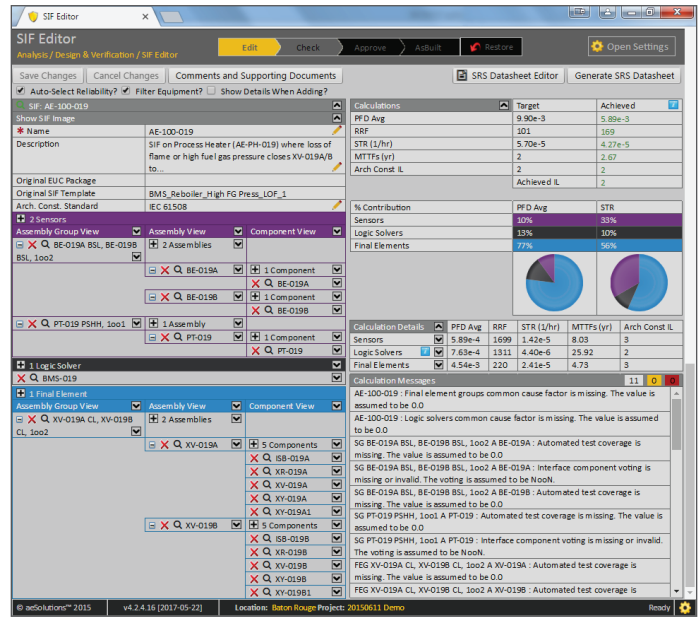 SIF Editor
SIF Editor
Analysis / Design & Verification / SIF Editor
Edit
Check
Approve
AsBuilt
Restore
Open Settings
Save Changes
Cancel Changes
Comments and Supporting Documents
SRS Datasheet Editor
Generate SRS Datasheet
Auto-Select Reliability? Filter Equipment? Show Details When Adding?
SIF: AE-100-019
Show SIF Image
* Name AE-100-019
Description SIF on Process Heater (AE-PH-019) where loss of
flame or high fuel gas pressure closes XV-019A/B
to...
Original EUC Package
Original SIF Template BMS_Reboiler_High FG Press_LOF_1
Arch. Const. Standard IEC 61508
2 Sensors
Assembly Group View Assembly View Component View
BE-019A BSL, BE-019B 2 Assemblies
BSL, 1oo2
BE-019A 1 Component
BE-019A
BE-019B 1 Component
BE-019B
PT-019 PSHH, 1oo1 1 Assembly
PT-019 1 Component
PT-019
1 Logic Solver
BMS-019
1 Final Element
Assembly Group View Assembly View Component View
XV-019A CL, XV-019B 2 Assemblies
CL, 1oo2
XV-019A 5 Components
ISB-019A
XR-019A
XV-019A
XY-019A
XY-019A1
XV-019B 5 Components
ISB-019B
XR-019B
XV-019B
XY-019B
XY-019B1
Calculations Target Achieved
PFD Avg 9.90e-3 5.89e-3
RRF 101 169
STR (1/hr) 5.70e-5 4.27e-5
MTTFs (yr) 2 2.67
Arch Const IL 2 2
Achieved IL 2
% Contribution PFD Avg STR
Sensors 10% 33%
Logic Solvers 13% 10%
Final Elements 77% 56%
Calculation Details PFD Avg RRF STR (1/hr) MTTFs (yr) Arch Const IL
Sensors 5.89e-4 1699 1.42e-5 8.03 3
Logic Solvers 7.63e-4 1311 4.40e-6 25.92 2
Final Elements 4.54e-3 220 2.41e-5 4.73 3
Calculation Messages 11 0 0
AE-100-019 : Final element groups common cause factor is missing. The value is
assumed to be 0.0
AE-100-019 : Logic solvers common cause factor is missing. The value is assumed
to be 0.0
SG BE-019A BSL, BE-019B BSL, 1oo2 A BE-019A : Automated test coverage is
missing. The value is assumed to be 0.0
SG BE-019A BSL, BE-019B BSL, 1oo2 A BE-019A : Interface component voting is
missing or invalid. The voting is assumed to be NooN.
SG BE-019A BSL, BE-019B BSL, 1oo2 A BE-019B : Automated test coverage is
missing. The value is assumed to be 0.0
SG PT-019 PSHH, 1oo1 A PT-019 : Automated test coverage is missing. The value is
assumed to be 0.0
SG PT-019 PSHH, 1oo1 A PT-019 : Interface component voting is missing or invalid.
The voting is assumed to be NooN.
FEG XV-019A CL, XV-019B CL, 1oo2 A XV-019A : Automated test coverage is
missing. The value is assumed to be 0.0
FEG XV-019A CL, XV-019B CL, 1oo2 A XV-019B : Automated test coverage is
© aeSolutions™ 2015 v4.2.4.16 [2017-05-22] Location: Baton Rouge Project: 20150611 Demo Ready